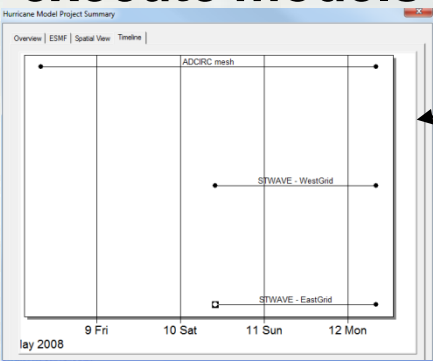 Hurricane Model Project Summary
Overview ESMF Spatial View Timeline
ADCIRC mesh
STWAVE - WestGrid
STWAVE - EastGrid
9 Fri 10 Sat 11 Sun 12 Mon
lay 2008